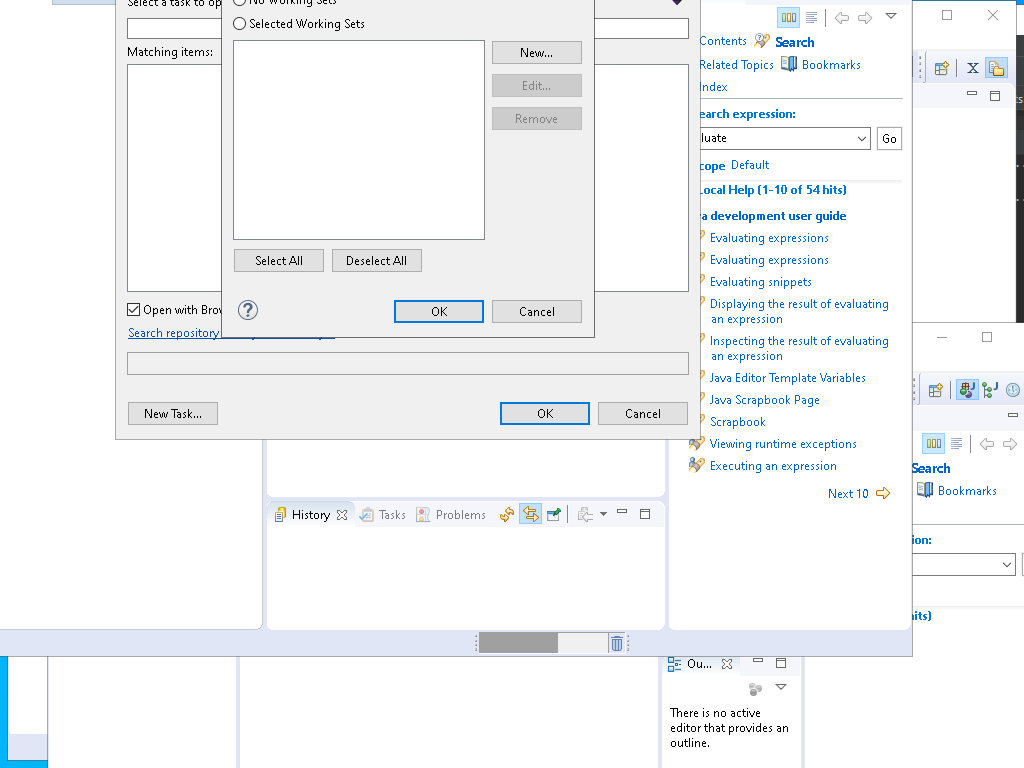 Select a task to op
No Working Sets
Selected Working Sets
Matching items:
New...
Edit...
Remove
Select All
Deselect All
OK
Cancel
Open with Brow
Search repository
New Task...
OK
Cancel
Contents
Search
Related Topics
Bookmarks
Index
earch expression:
luate
Go
cope
Default
Local Help (1-10 of 54 hits)
a development user guide
Evaluating expressions
Evaluating expressions
Evaluating snippets
Displaying the result of evaluating
an expression
Inspecting the result of evaluating
an expression
Java Editor Template Variables
Java Scrapbook Page
Scrapbook
Viewing runtime exceptions
Executing an expression
Next 10
History
Tasks
Problems
X
Search
Bookmarks
ion:
hits)
Ou...
There is no active
editor that provides an
outline.